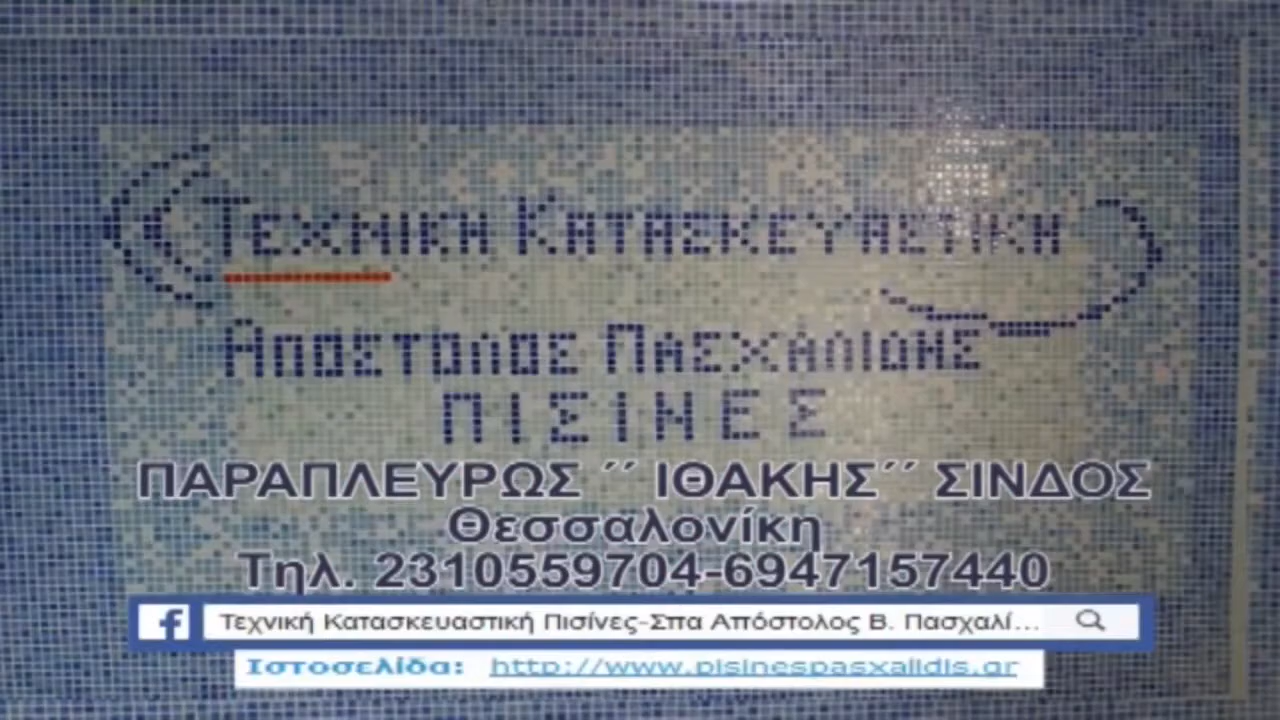 Τεχνικη Κατασκευαστικη
Αποστολος Πασχαλιδης
ΠΙΣΙΝΕΣ
ΠΑΡΑΠΛΕΥΡΩΣ ΄΄ ΙΘΑΚΗΣ΄΄ ΣΙΝΔΟΣ
Θεσσαλονίκη
Τηλ. 2310559704-6947157440
f Τεχνική Κατασκευαστική Πισίνες-Σπα Απόστολος Β. Πασχαλί...
Ιστοσελίδα: http://www.pisinespasxalidis.gr